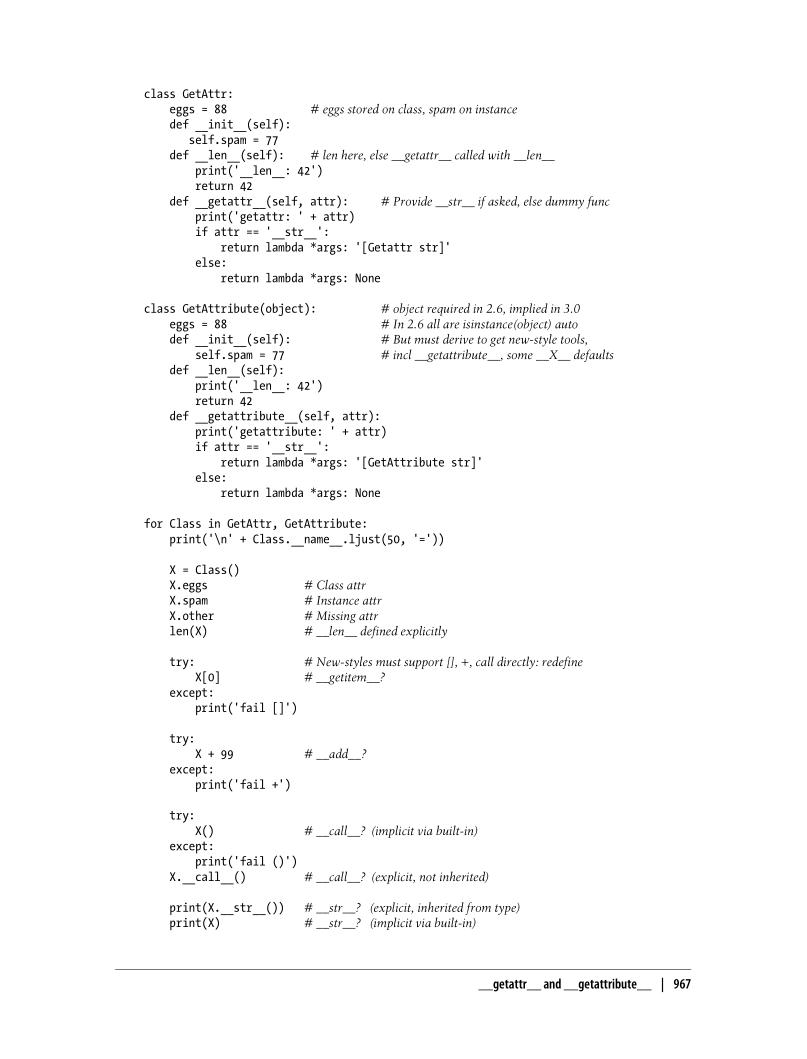 class GetAttr:
    eggs = 88             # eggs stored on class, spam on instance
    def __init__(self):
       self.spam = 77
    def __len__(self):    # len here, else __getattr__ called with __len__
        print('__len__: 42')
        return 42
    def __getattr__(self, attr):     # Provide __str__ if asked, else dummy func
        print('getattr: ' + attr)
        if attr == '__str__':
            return lambda *args: '[Getattr str]'
        else:
            return lambda *args: None
class GetAttribute(object):          # object required in 2.6, implied in 3.0
    eggs = 88                        # In 2.6 all are isinstance(object) auto
    def __init__(self):              # But must derive to get new-style tools,
        self.spam = 77               # incl __getattribute__, some __X__ defaults
    def __len__(self):
        print('__len__: 42')
        return 42
    def __getattribute__(self, attr):
        print('getattribute: ' + attr)
        if attr == '__str__':
            return lambda *args: '[GetAttribute str]'
        else:
            return lambda *args: None
for Class in GetAttr, GetAttribute:
    print('\n' + Class.__name__.ljust(50, '='))
    X = Class()
    X.eggs               # Class attr
    X.spam               # Instance attr
    X.other              # Missing attr
    len(X)               # __len__ defined explicitly
    try:                 # New-styles must support [], +, call directly: redefine
        X[0]             # __getitem__?
    except:
        print('fail []')
    try:
        X + 99           # __add__?
    except:
        print('fail +')
    try:
        X()              # __call__? (implicit via built-in)
    except:
        print('fail ()')
    X.__call__()         # __call__? (explicit, not inherited)
    print(X.__str__())   # __str__? (explicit, inherited from type)
    print(X)             # __str__? (implicit via built-in)
__getattr__ and __getattribute__ | 967